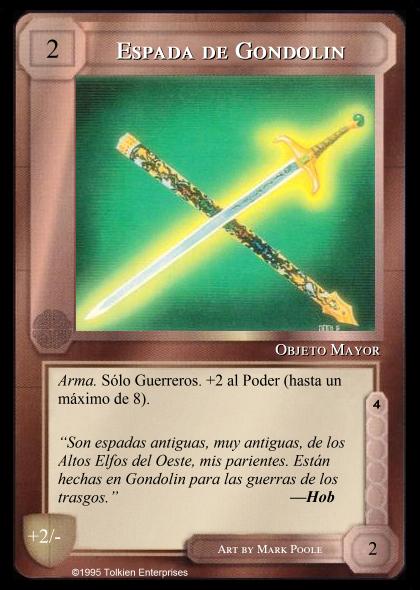 2
Espada de Gondolin
Objeto Mayor
Arma. Sólo Guerreros. +2 al Poder (hasta un
máximo de 8).
4
“Son espadas antiguas, muy antiguas, de los
Altos Elfos del Oeste, mis parientes. Están
hechas en Gondolin para las guerras de los
trasgos.” —Hob
+2/-
Art by Mark Poole
2
©1995 Tolkien Enterprises